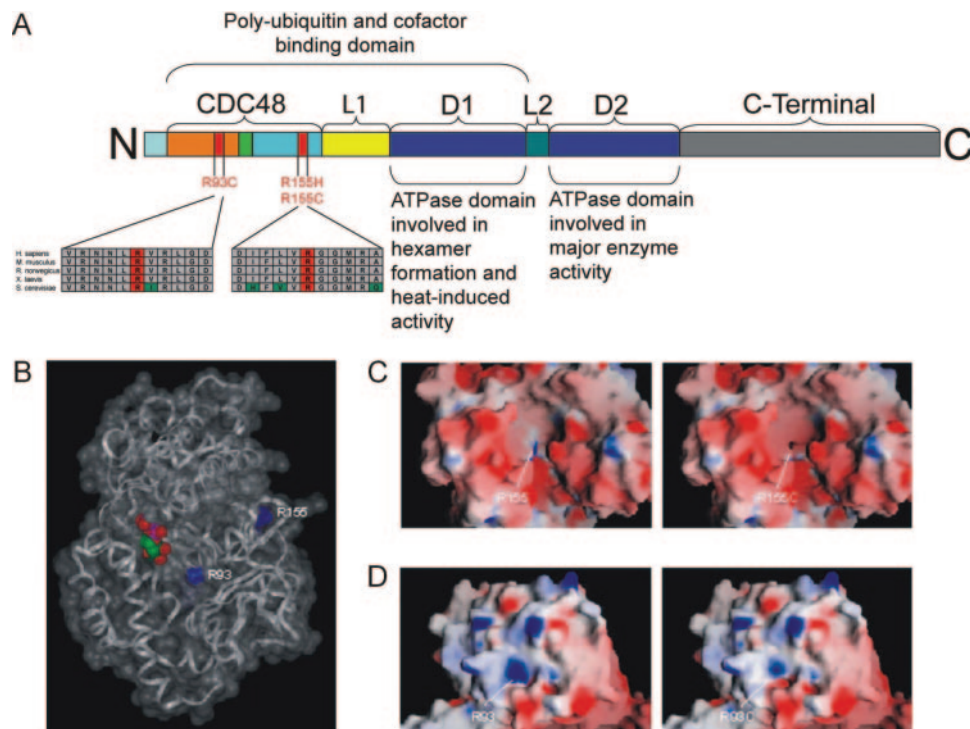 A
Poly-ubiquitin and cofactor
binding domain
CDC48 L1 D1 L2 D2 C-Terminal
N C
R93C R155H
R155C
ATPase domain
involved in
hexamer
formation and
heat-induced
activity
ATPase domain
involved in
major enzyme
activity
H. sapiens V R N N L R V R L G D D I F L V R G G M R A
M. musculus V R N N L R V R L G D D I F L V R G G M R A
R. norwegicus V R N N L R V R L G D D I F L V R G G M R A
X. laevis V R N N L R V R L G D D I F L V R G G M R A
S. cerevisiae V R N N L R I R L G D D H F V V R G G M R Q
B
R155
R93
C
R155
R155C
D
R93
R93C